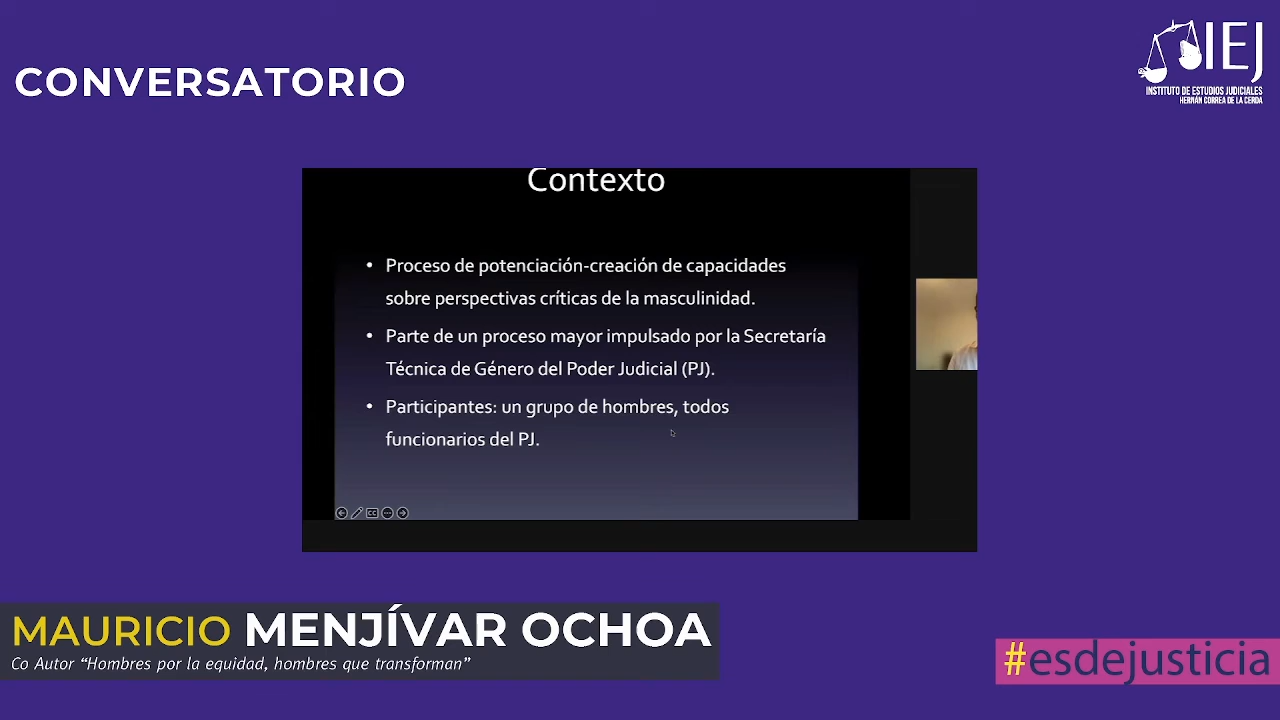 CONVERSATORIO
IEJ
INSTITUTO DE ESTUDIOS JUDICIALES
HERNÁN CORREA DE LA CERDA
Contexto
• Proceso de potenciación-creación de capacidades
sobre perspectivas críticas de la masculinidad.
• Parte de un proceso mayor impulsado por la Secretaría
Técnica de Género del Poder Judicial (PJ).
• Participantes: un grupo de hombres, todos
funcionarios del PJ.
MAURICIO MENJÍVAR OCHOA
Co Autor “Hombres por la equidad, hombres que transforman”
#esdejusticia